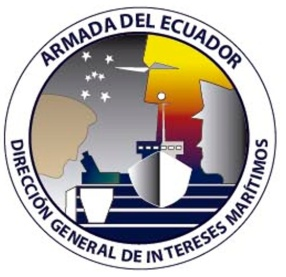 ARMADA DEL ECUADOR
DIRECCIÓN GENERAL DE INTERESES MARÍTIMOS